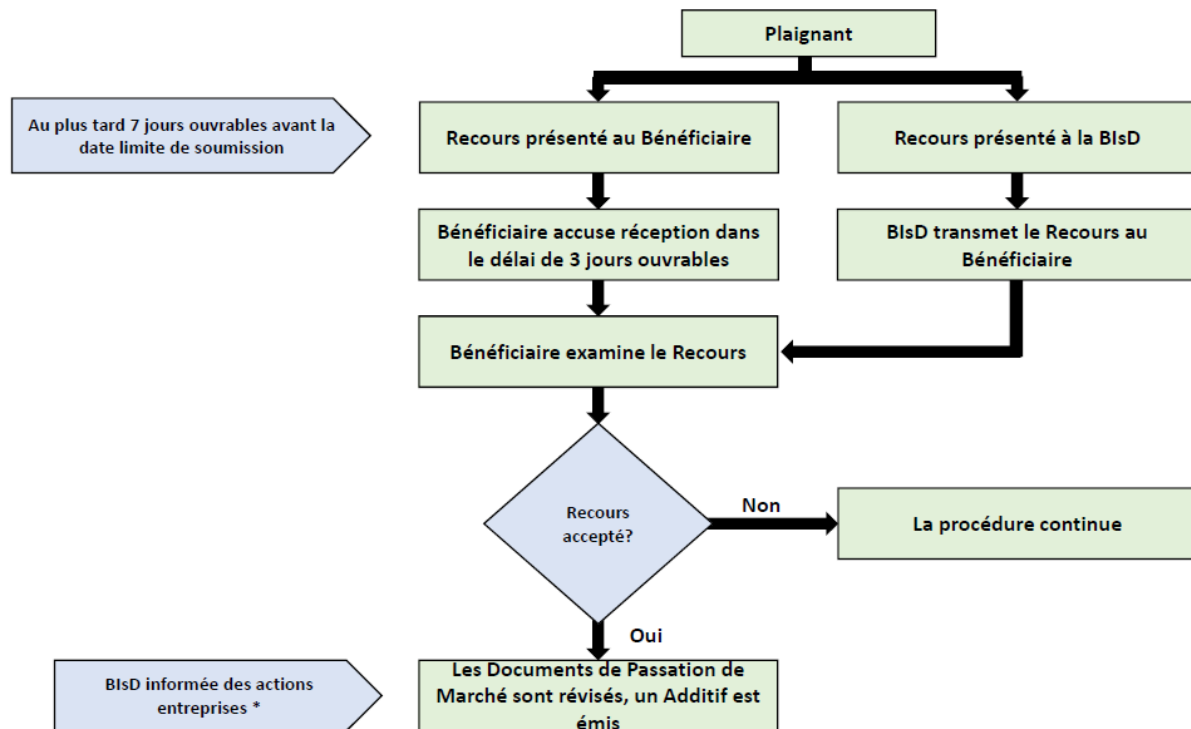 Plaignant
Au plus tard 7 jours ouvrables avant la
date limite de soumission
Recours présenté au Bénéficiaire
Recours présenté à la BIsD
Bénéficiaire accuse réception dans
le délai de 3 jours ouvrables
BIsD transmet le Recours au
Bénéficiaire
Bénéficiaire examine le Recours
Recours
accepté?
Non
La procédure continue
Oui
BIsD informée des actions
entreprises *
Les Documents de Passation de
Marché sont révisés, un Additif est
émis